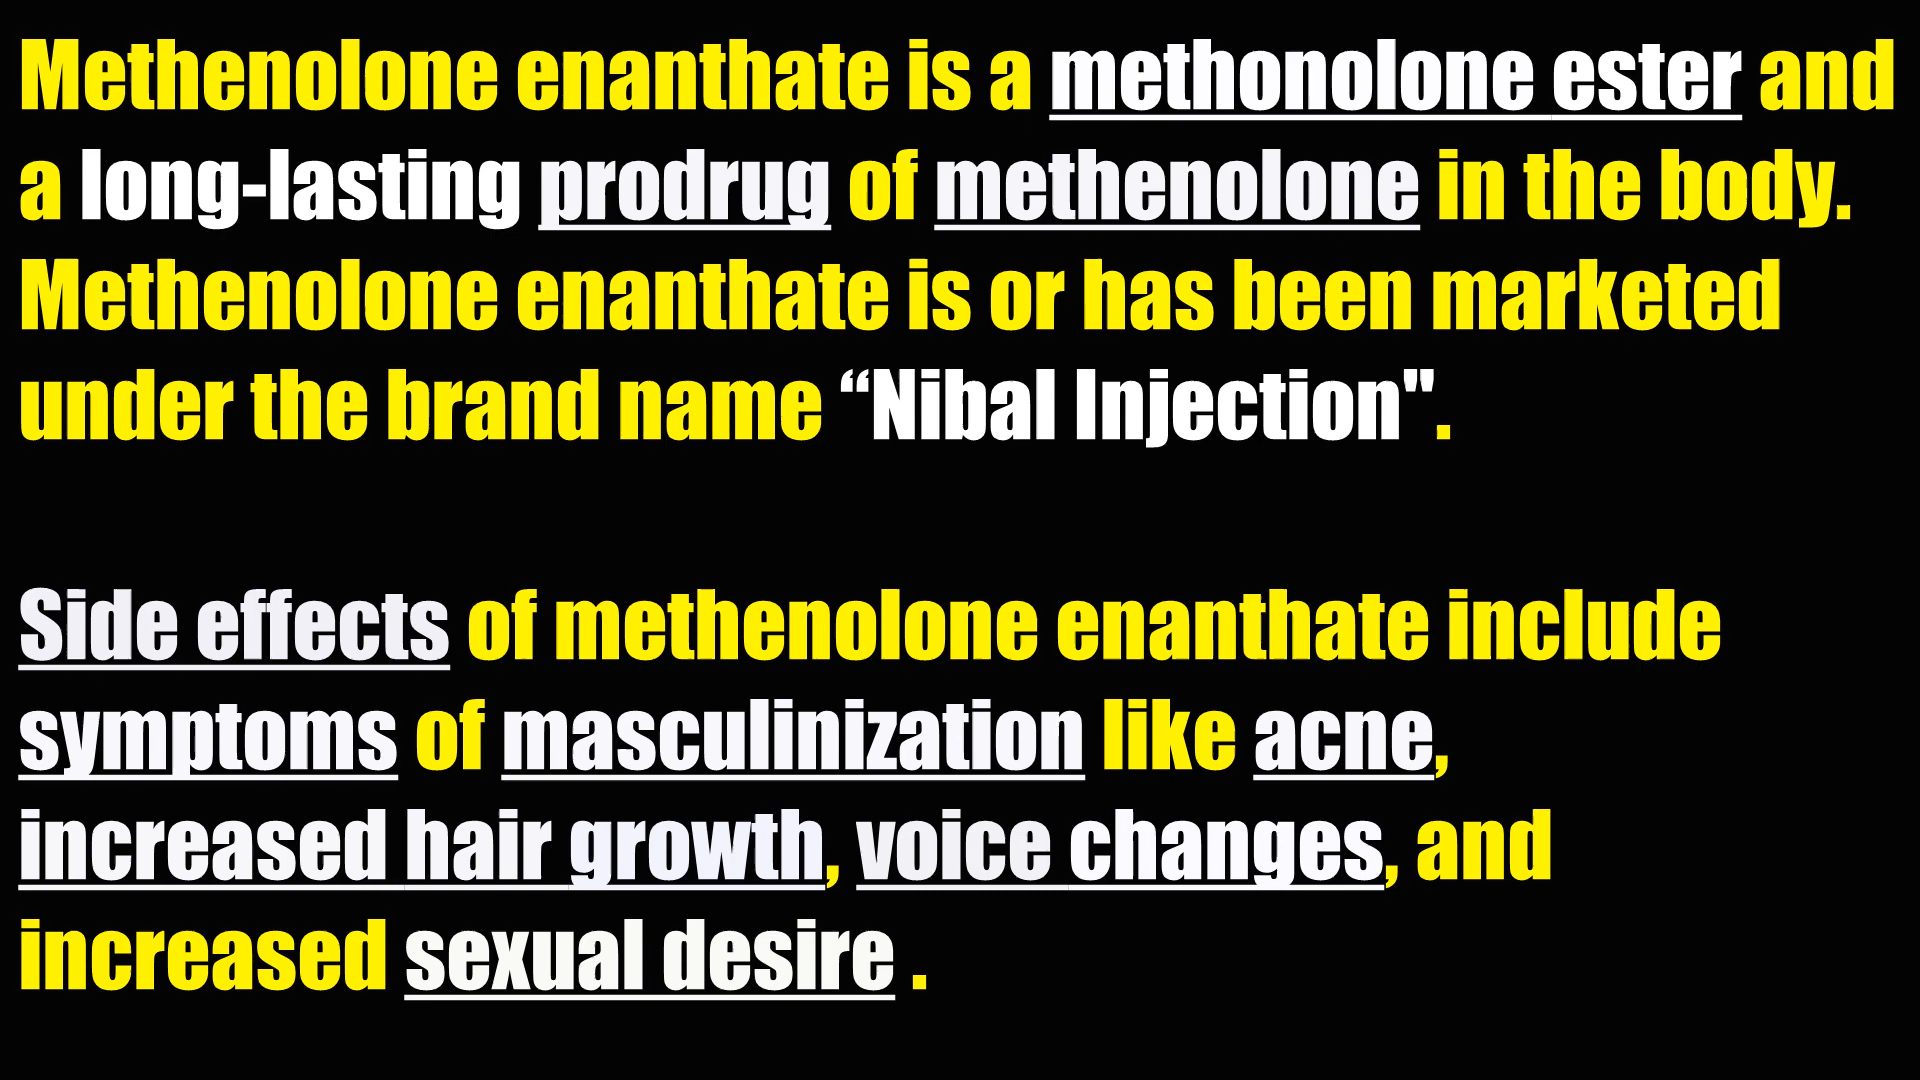 Methenolone enanthate is a methonolone ester and
a long-lasting prodrug of methenolone in the body.
Methenolone enanthate is or has been marketed
under the brand name “Nibal Injection".
Side effects of methenolone enanthate include
symptoms of masculinization like acne,
increased hair growth, voice changes, and
increased sexual desire .